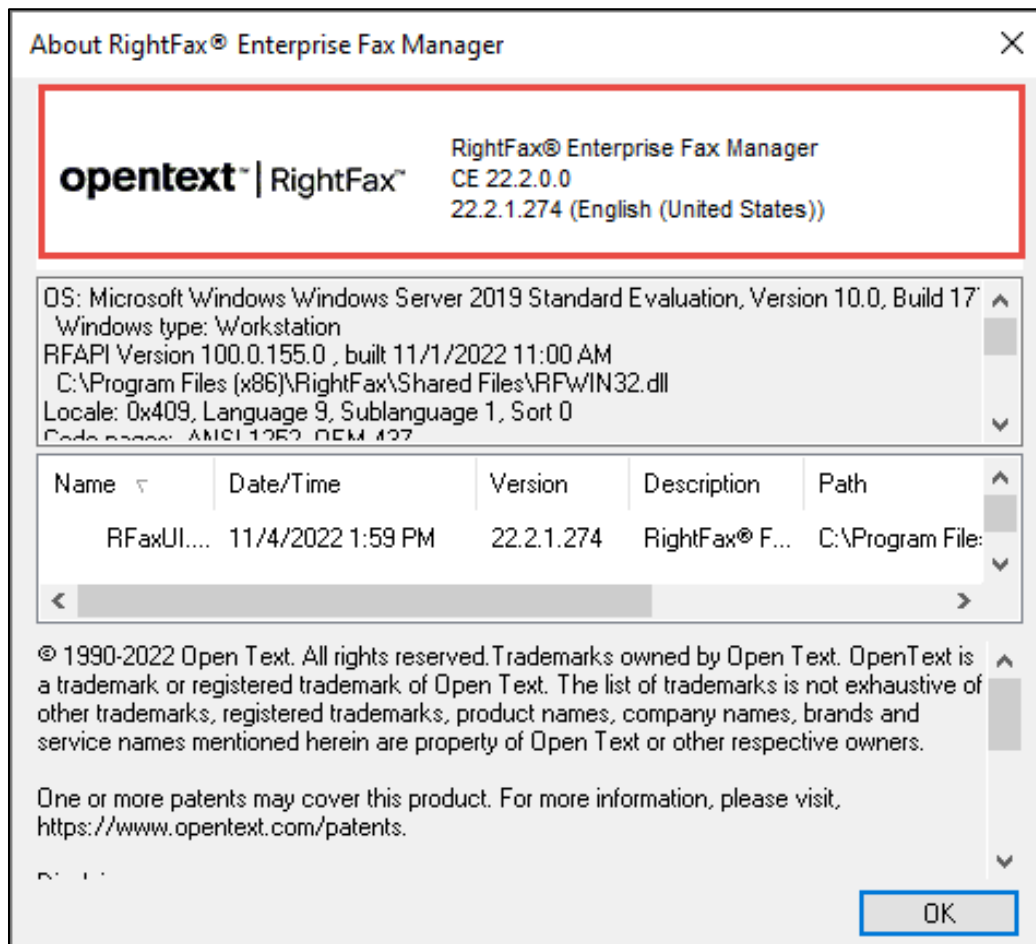 About RightFax® Enterprise Fax Manager
opentext™ | RightFax™
RightFax® Enterprise Fax Manager
CE 22.2.0.0
22.2.1.274 (English (United States))
OS: Microsoft Windows Windows Server 2019 Standard Evaluation, Version 10.0, Build 17
Windows type: Workstation
RFAPI Version 100.0.155.0 , built 11/1/2022 11:00 AM
C:\Program Files (x86)\RightFax\Shared Files\RFWIN32.dll
Locale: 0x409, Language 9, Sublanguage 1, Sort 0
Code pages: ANSI 1252, OEM 437
Name Date/Time Version Description Path
RFaxUI.... 11/4/2022 1:59 PM 22.2.1.274 RightFax® F... C:\Program Files
© 1990-2022 Open Text. All rights reserved.Trademarks owned by Open Text. OpenText is
a trademark or registered trademark of Open Text. The list of trademarks is not exhaustive of
other trademarks, registered trademarks, product names, company names, brands and
service names mentioned herein are property of Open Text or other respective owners.
One or more patents may cover this product. For more information, please visit,
https://www.opentext.com/patents.
OK